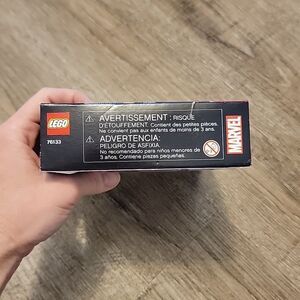 LEGO
76133
AVERTISSEMENT : RISQUE
D'ÉTOUFFEMENT. Contient des petites pièces.
Ne convient pas aux enfants de moins de 3 ans.
ADVERTENCIA:
PELIGRO DE ASFIXIA.
No recomendado para niños menores de
3 años. Contiene piezas pequeñas.
MARVEL